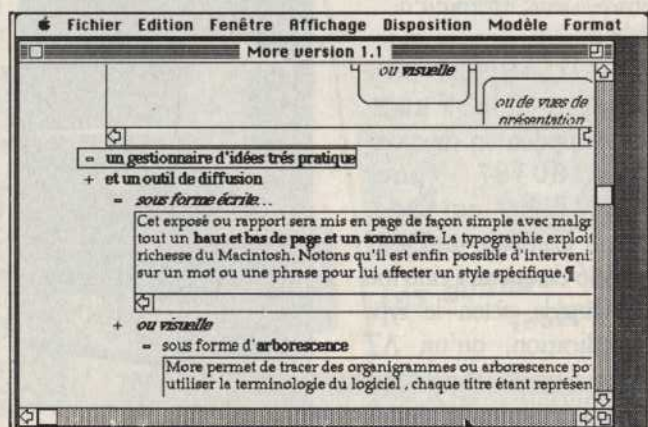 Fichier Edition Fenêtre Affichage Disposition Modèle Format
More version 1.1
ou visuelle
ou de vues de
présentation
- un gestionnaire d'idées trés pratique
+ et un outil de diffusion
- sous forme écrite...
Cet exposé ou rapport sera mis en page de façon simple avec malgr
tout un haut et bas de page et un sommaire. La typographie exploit
richesse du Macintosh. Notons qu'il est enfin possible d'interveni
sur un mot ou une phrase pour lui affecter un style spécifique.¶
+ ou visuelle
- sous forme d'arborescence
More permet de tracer des organigrammes ou arborescence po
utiliser la terminologie du logiciel , chaque titre étant représen